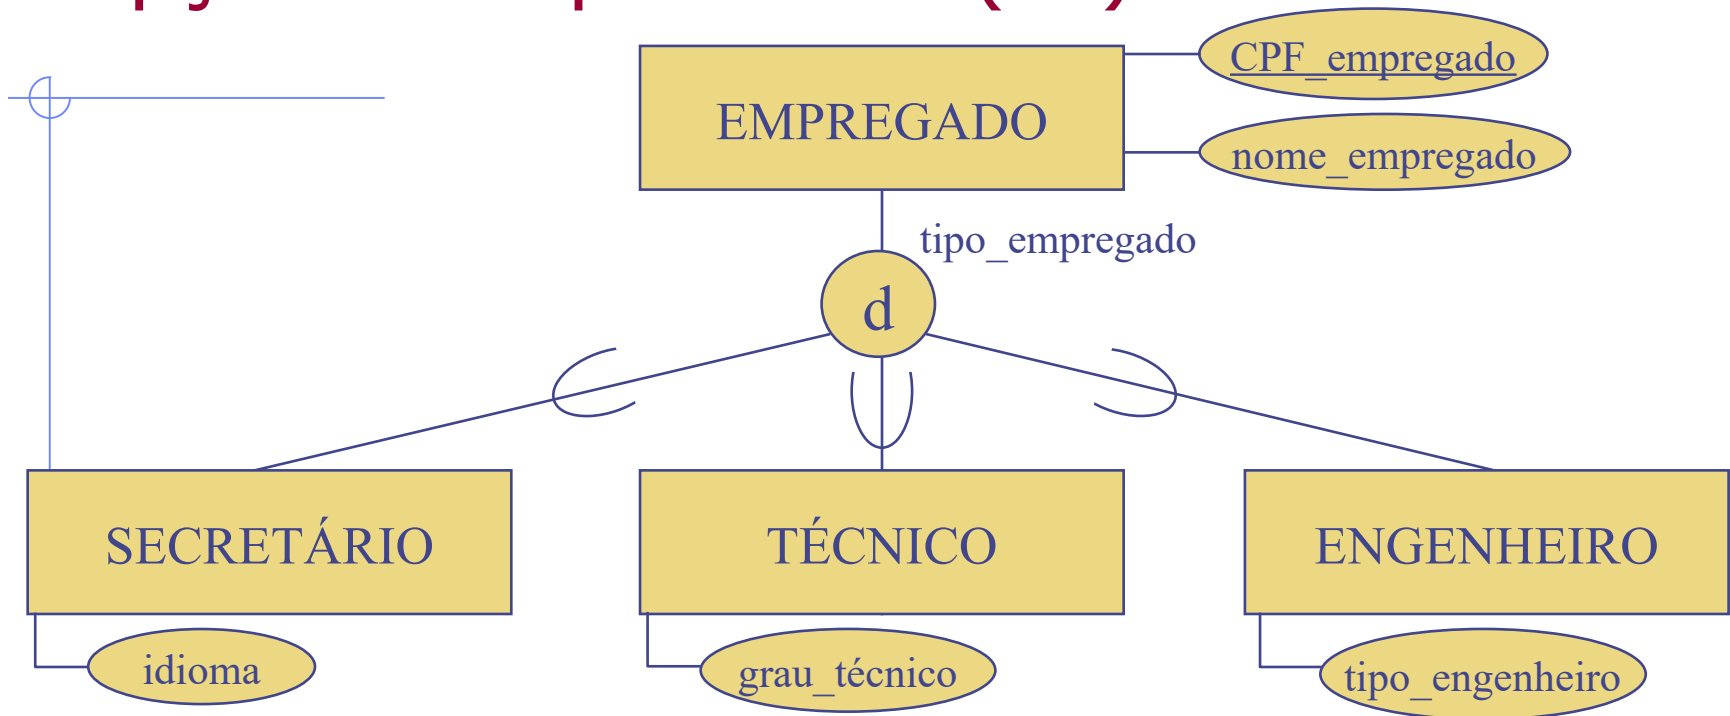 CPF_empregado
EMPREGADO
nome_empregado
tipo_empregado
d
SECRETÁRIO
TÉCNICO
ENGENHEIRO
idioma
grau_técnico
tipo_engenheiro